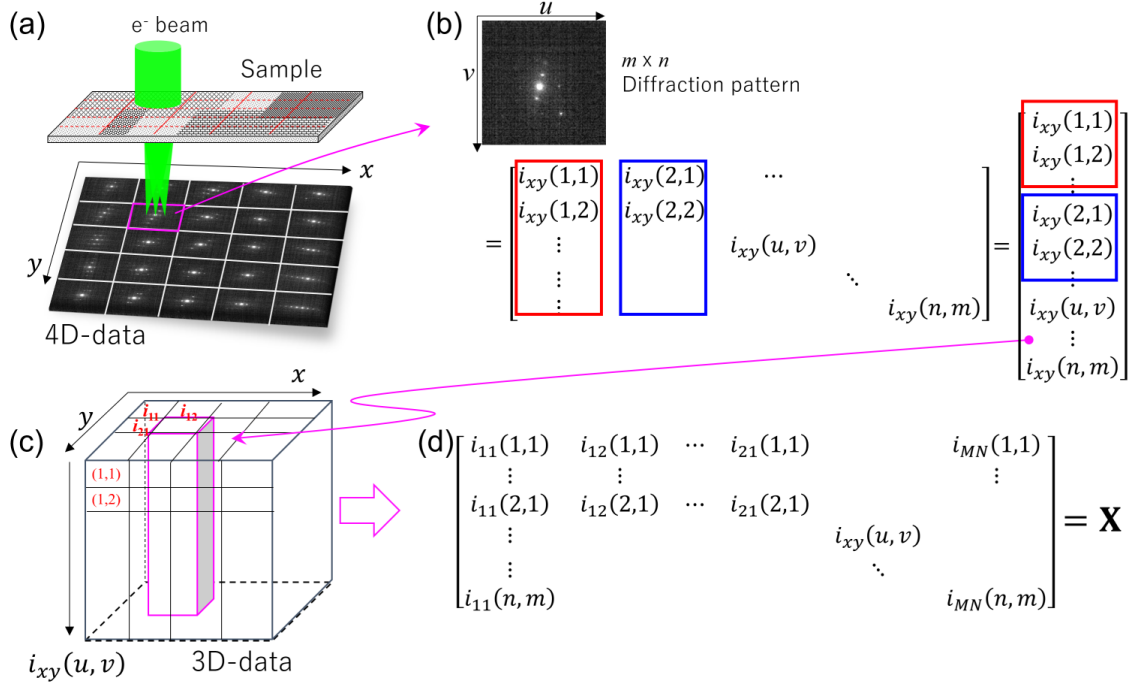 (a)
e⁻ beam
Sample
x
y
4D-data
(b)
u
v
m × n
Diffraction pattern
= [ i_xy(1,1) i_xy(2,1) ⋯
i_xy(1,2) i_xy(2,2)
⋮
⋮ i_xy(u,v)
⋮ ⋱
i_xy(n,m) ] =
[ i_xy(1,1)
i_xy(1,2)
⋮
i_xy(2,1)
i_xy(2,2)
⋮
i_xy(u,v)
⋮
i_xy(n,m) ]
(c)
x
y
i₁₁ i₁₂
i₂₁
(1,1)
(1,2)
i_xy(u,v)
3D-data
(d)
[ i₁₁(1,1) i₁₂(1,1) ⋯ i₂₁(1,1) i_MN(1,1)
⋮ ⋮ ⋮
i₁₁(2,1) i₁₂(2,1) ⋯ i₂₁(2,1)
⋮ i_xy(u,v)
⋮ ⋱
i₁₁(n,m) i_MN(n,m) ] = X